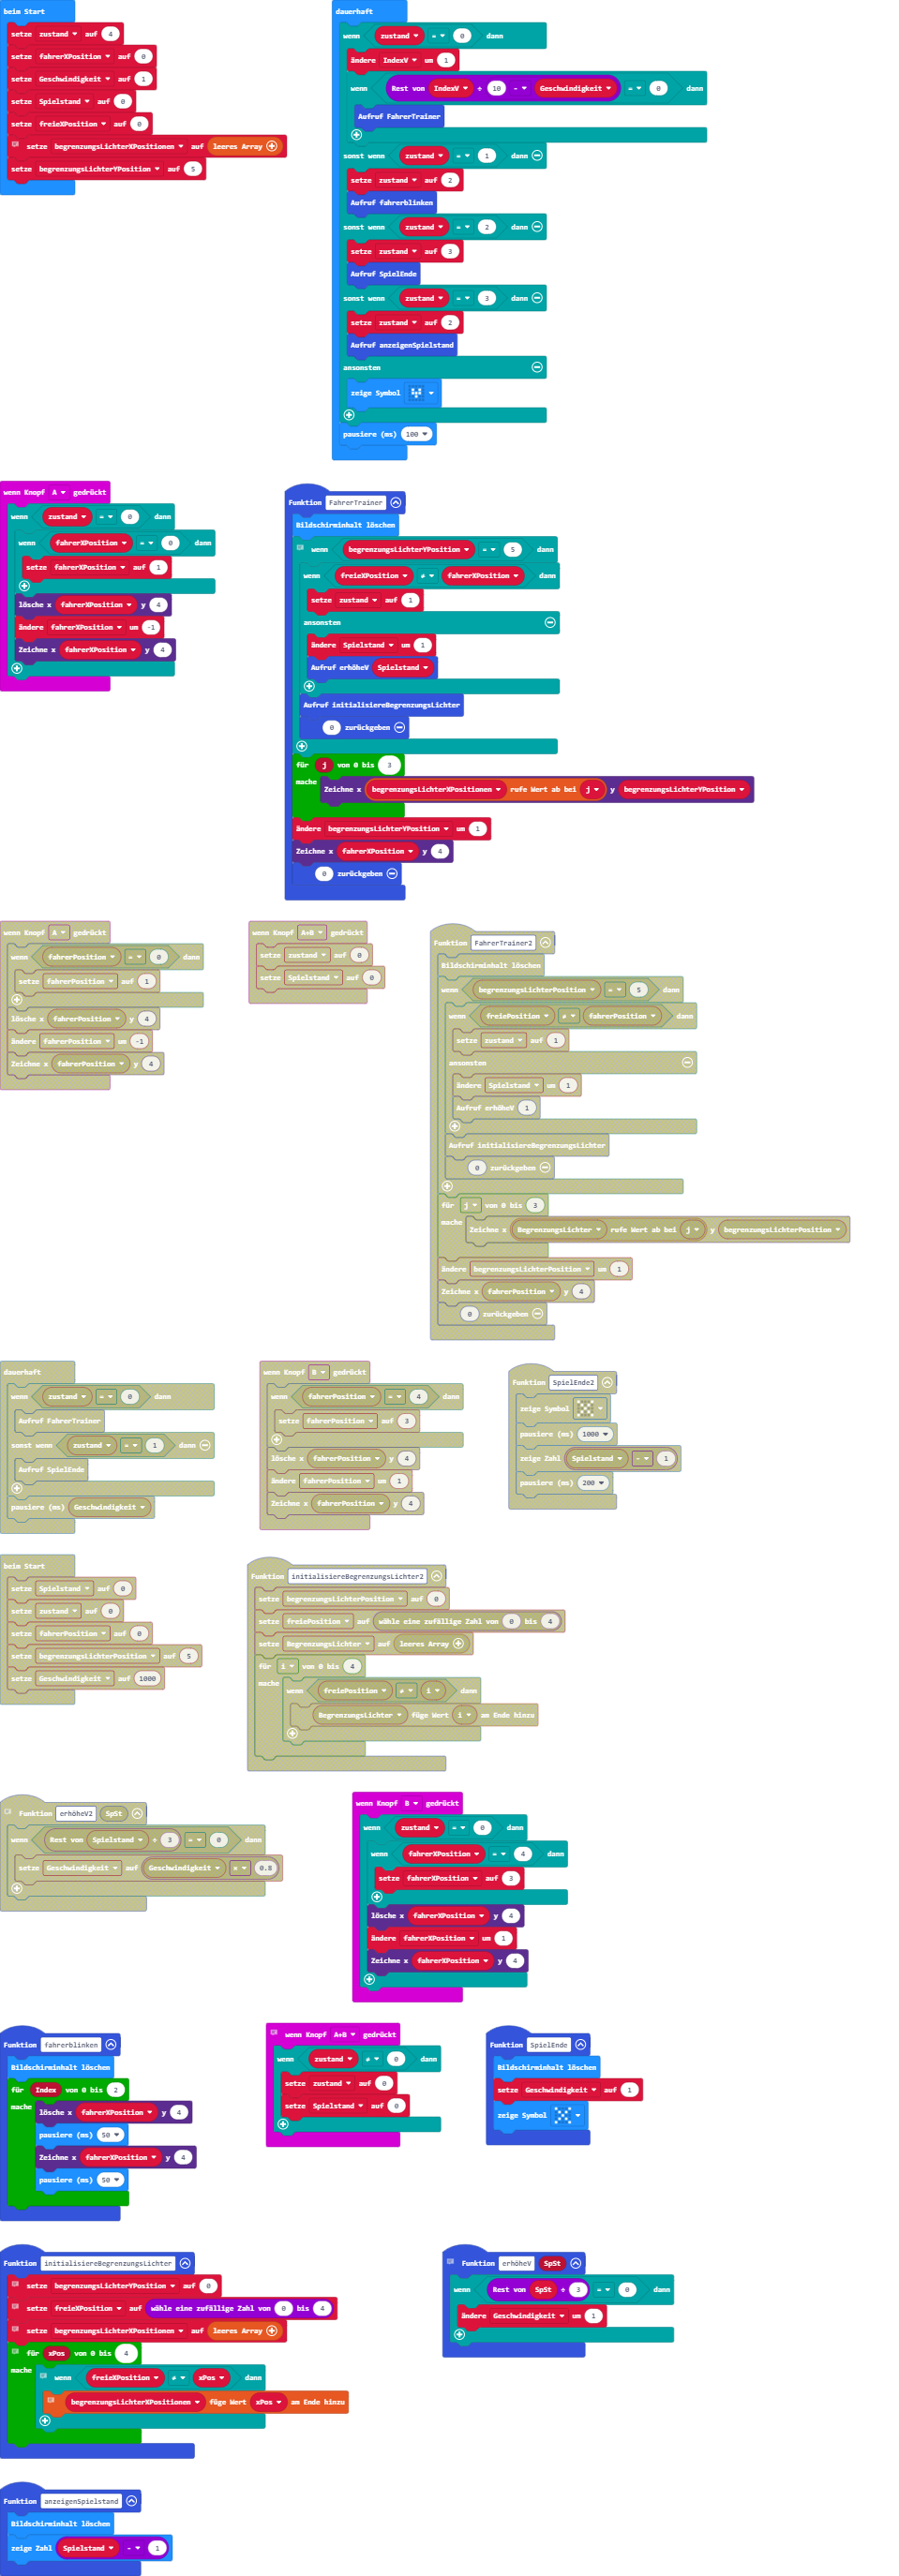 beim Start
setze zustand auf 4
setze fahrerXPosition auf 0
setze Geschwindigkeit auf 1
setze Spielstand auf 0
setze freieXPosition auf 0
setze begrenzungsLichterXPositionen auf leeres Array
setze begrenzungsLichterYPosition auf 5
dauerhaft
wenn zustand = 0 dann
ändere IndexV um 1
wenn Rest von IndexV ÷ 10 - Geschwindigkeit = 0 dann
Aufruf FahrerTrainer
sonst wenn zustand = 1 dann
setze zustand auf 2
Aufruf fahrerblinken
sonst wenn zustand = 2 dann
setze zustand auf 3
Aufruf SpielEnde
sonst wenn zustand = 3 dann
setze zustand auf 2
Aufruf anzeigenSpielstand
ansonsten
zeige Symbol
pausiere (ms) 100
wenn Knopf A gedrückt
wenn zustand = 0 dann
wenn fahrerXPosition = 0 dann
setze fahrerXPosition auf 1
lösche x fahrerXPosition y 4
ändere fahrerXPosition um -1
Zeichne x fahrerXPosition y 4
Funktion FahrerTrainer
Bildschirminhalt löschen
wenn begrenzungsLichterYPosition = 5 dann
wenn freieXPosition ≠ fahrerXPosition dann
setze zustand auf 1
ansonsten
ändere Spielstand um 1
Aufruf erhöheV Spielstand
Aufruf initialisiereBegrenzungsLichter
0 zurückgeben
für j von 0 bis 3
mache Zeichne x begrenzungsLichterXPositionen rufe Wert ab bei j y begrenzungsLichterYPosition
ändere begrenzungsLichterYPosition um 1
Zeichne x fahrerXPosition y 4
0 zurückgeben
wenn Knopf A gedrückt
wenn fahrerPosition = 0 dann
setze fahrerPosition auf 1
lösche x fahrerPosition y 4
ändere fahrerPosition um -1
Zeichne x fahrerPosition y 4
wenn Knopf A+B gedrückt
setze zustand auf 0
setze Spielstand auf 0
Funktion FahrerTrainer2
Bildschirminhalt löschen
wenn begrenzungsLichterPosition = 5 dann
wenn freiePosition ≠ fahrerPosition dann
setze zustand auf 1
ansonsten
ändere Spielstand um 1
Aufruf erhöheV 1
Aufruf initialisiereBegrenzungsLichter
0 zurückgeben
für j von 0 bis 3
mache Zeichne x BegrenzungsLichter rufe Wert ab bei j y begrenzungsLichterPosition
ändere begrenzungsLichterPosition um 1
Zeichne x fahrerPosition y 4
0 zurückgeben
dauerhaft
wenn zustand = 0 dann
Aufruf FahrerTrainer
sonst wenn zustand = 1 dann
Aufruf SpielEnde
pausiere (ms) Geschwindigkeit
wenn Knopf B gedrückt
wenn fahrerPosition = 4 dann
setze fahrerPosition auf 3
lösche x fahrerPosition y 4
ändere fahrerPosition um 1
Zeichne x fahrerPosition y 4
Funktion SpielEnde2
zeige Symbol
pausiere (ms) 1000
zeige Zahl Spielstand - 1
pausiere (ms) 200
beim Start
setze Spielstand auf 0
setze zustand auf 0
setze fahrerPosition auf 0
setze begrenzungsLichterPosition auf 5
setze Geschwindigkeit auf 1000
Funktion initialisiereBegrenzungsLichter2
setze begrenzungsLichterPosition auf 0
setze freiePosition auf wähle eine zufällige Zahl von 0 bis 4
setze BegrenzungsLichter auf leeres Array
für i von 0 bis 4
mache wenn freiePosition ≠ i dann
BegrenzungsLichter füge Wert i am Ende hinzu
Funktion erhöheV2 SpSt
wenn Rest von Spielstand ÷ 3 = 0 dann
setze Geschwindigkeit auf Geschwindigkeit × 0.8
wenn Knopf B gedrückt
wenn zustand = 0 dann
wenn fahrerXPosition = 4 dann
setze fahrerXPosition auf 3
lösche x fahrerXPosition y 4
ändere fahrerXPosition um 1
Zeichne x fahrerXPosition y 4
Funktion fahrerblinken
Bildschirminhalt löschen
für Index von 0 bis 2
mache lösche x fahrerXPosition y 4
pausiere (ms) 50
Zeichne x fahrerXPosition y 4
pausiere (ms) 50
wenn Knopf A+B gedrückt
wenn zustand ≠ 0 dann
setze zustand auf 0
setze Spielstand auf 0
Funktion SpielEnde
Bildschirminhalt löschen
setze Geschwindigkeit auf 1
zeige Symbol
Funktion initialisiereBegrenzungsLichter
setze begrenzungsLichterYPosition auf 0
setze freieXPosition auf wähle eine zufällige Zahl von 0 bis 4
setze begrenzungsLichterXPositionen auf leeres Array
für xPos von 0 bis 4
mache wenn freieXPosition ≠ xPos dann
begrenzungsLichterXPositionen füge Wert xPos am Ende hinzu
Funktion erhöheV SpSt
wenn Rest von SpSt ÷ 3 = 0 dann
ändere Geschwindigkeit um 1
Funktion anzeigenSpielstand
Bildschirminhalt löschen
zeige Zahl Spielstand - 1